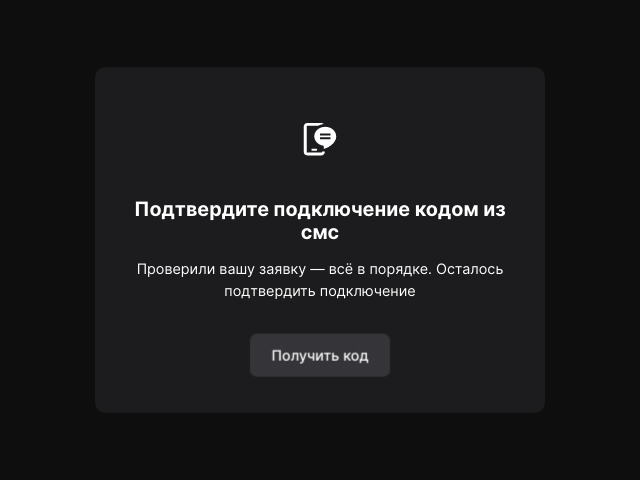 Подтвердите подключение кодом из
смс
Проверили вашу заявку — всё в порядке. Осталось
подтвердить подключение
Получить код